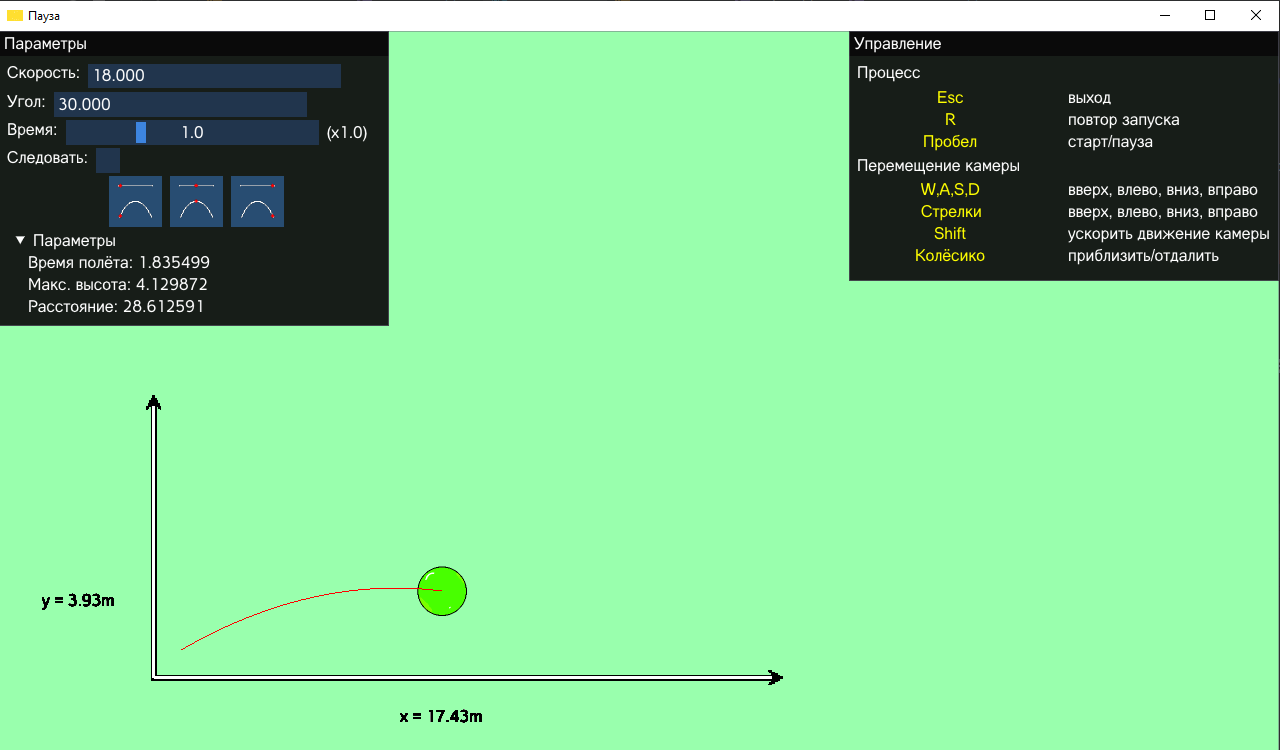 Пауза
Параметры
Скорость: 18.000
Угол: 30.000
Время: 1.0 (x1.0)
Следовать:
Параметры
Время полёта: 1.835499
Макс. высота: 4.129872
Расстояние: 28.612591
Управление
Процесс
Esc выход
R повтор запуска
Пробел старт/пауза
Перемещение камеры
W,A,S,D вверх, влево, вниз, вправо
Стрелки вверх, влево, вниз, вправо
Shift ускорить движение камеры
Колёсико приблизить/отдалить
y = 3.93m
x = 17.43m